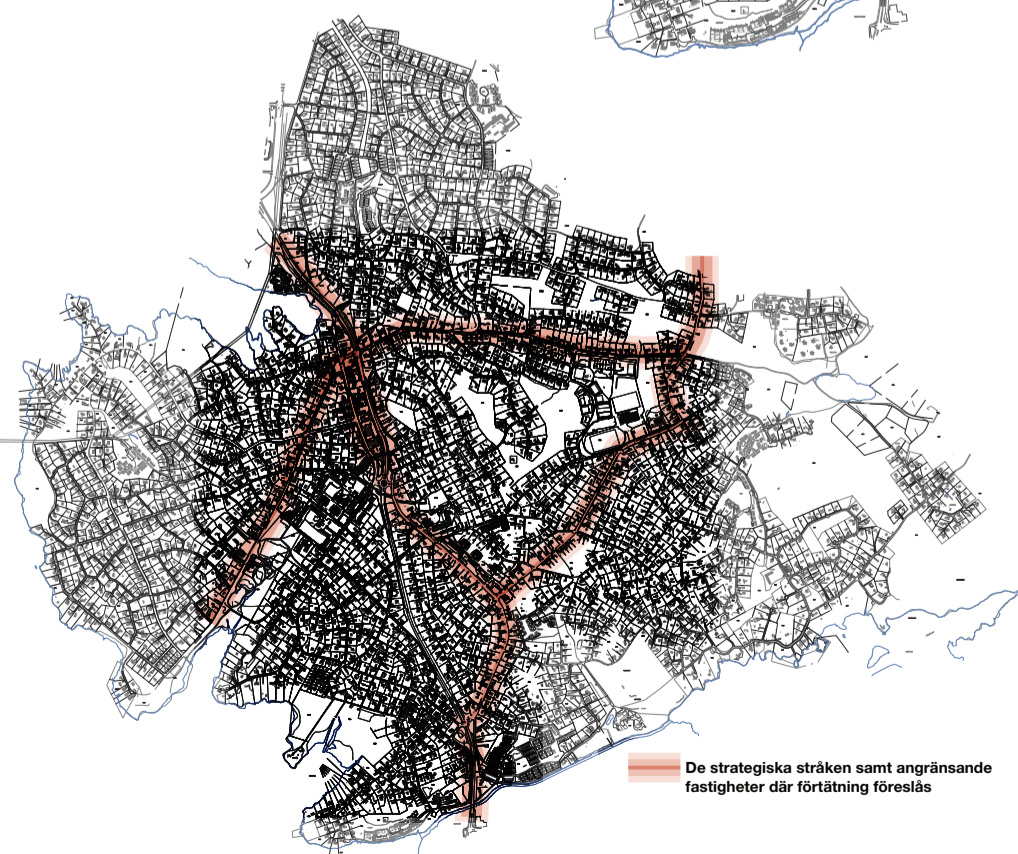 De strategiska stråken samt angränsande
fastigheter där förtätning föreslås